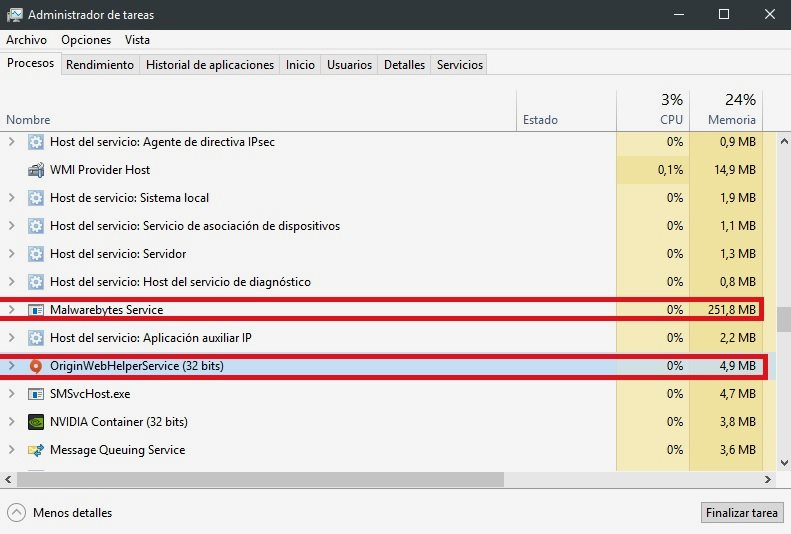 Administrador de tareas
Archivo Opciones Vista
Procesos Rendimiento Historial de aplicaciones Inicio Usuarios Detalles Servicios
3% 24%
Nombre Estado CPU Memoria
Host del servicio: Agente de directiva IPsec 0% 0,9 MB
WMI Provider Host 0,1% 14,9 MB
Host de servicio: Sistema local 0% 1,9 MB
Host del servicio: Servicio de asociación de dispositivos 0% 1,1 MB
Host del servicio: Servidor 0% 1,3 MB
Host del servicio: Host del servicio de diagnóstico 0% 0,8 MB
Malwarebytes Service 0% 251,8 MB
Host del servicio: Aplicación auxiliar IP 0% 2,2 MB
OriginWebHelperService (32 bits) 0% 4,9 MB
SMSvcHost.exe 0% 4,7 MB
NVIDIA Container (32 bits) 0% 3,8 MB
Message Queuing Service 0% 3,6 MB
Menos detalles Finalizar tarea